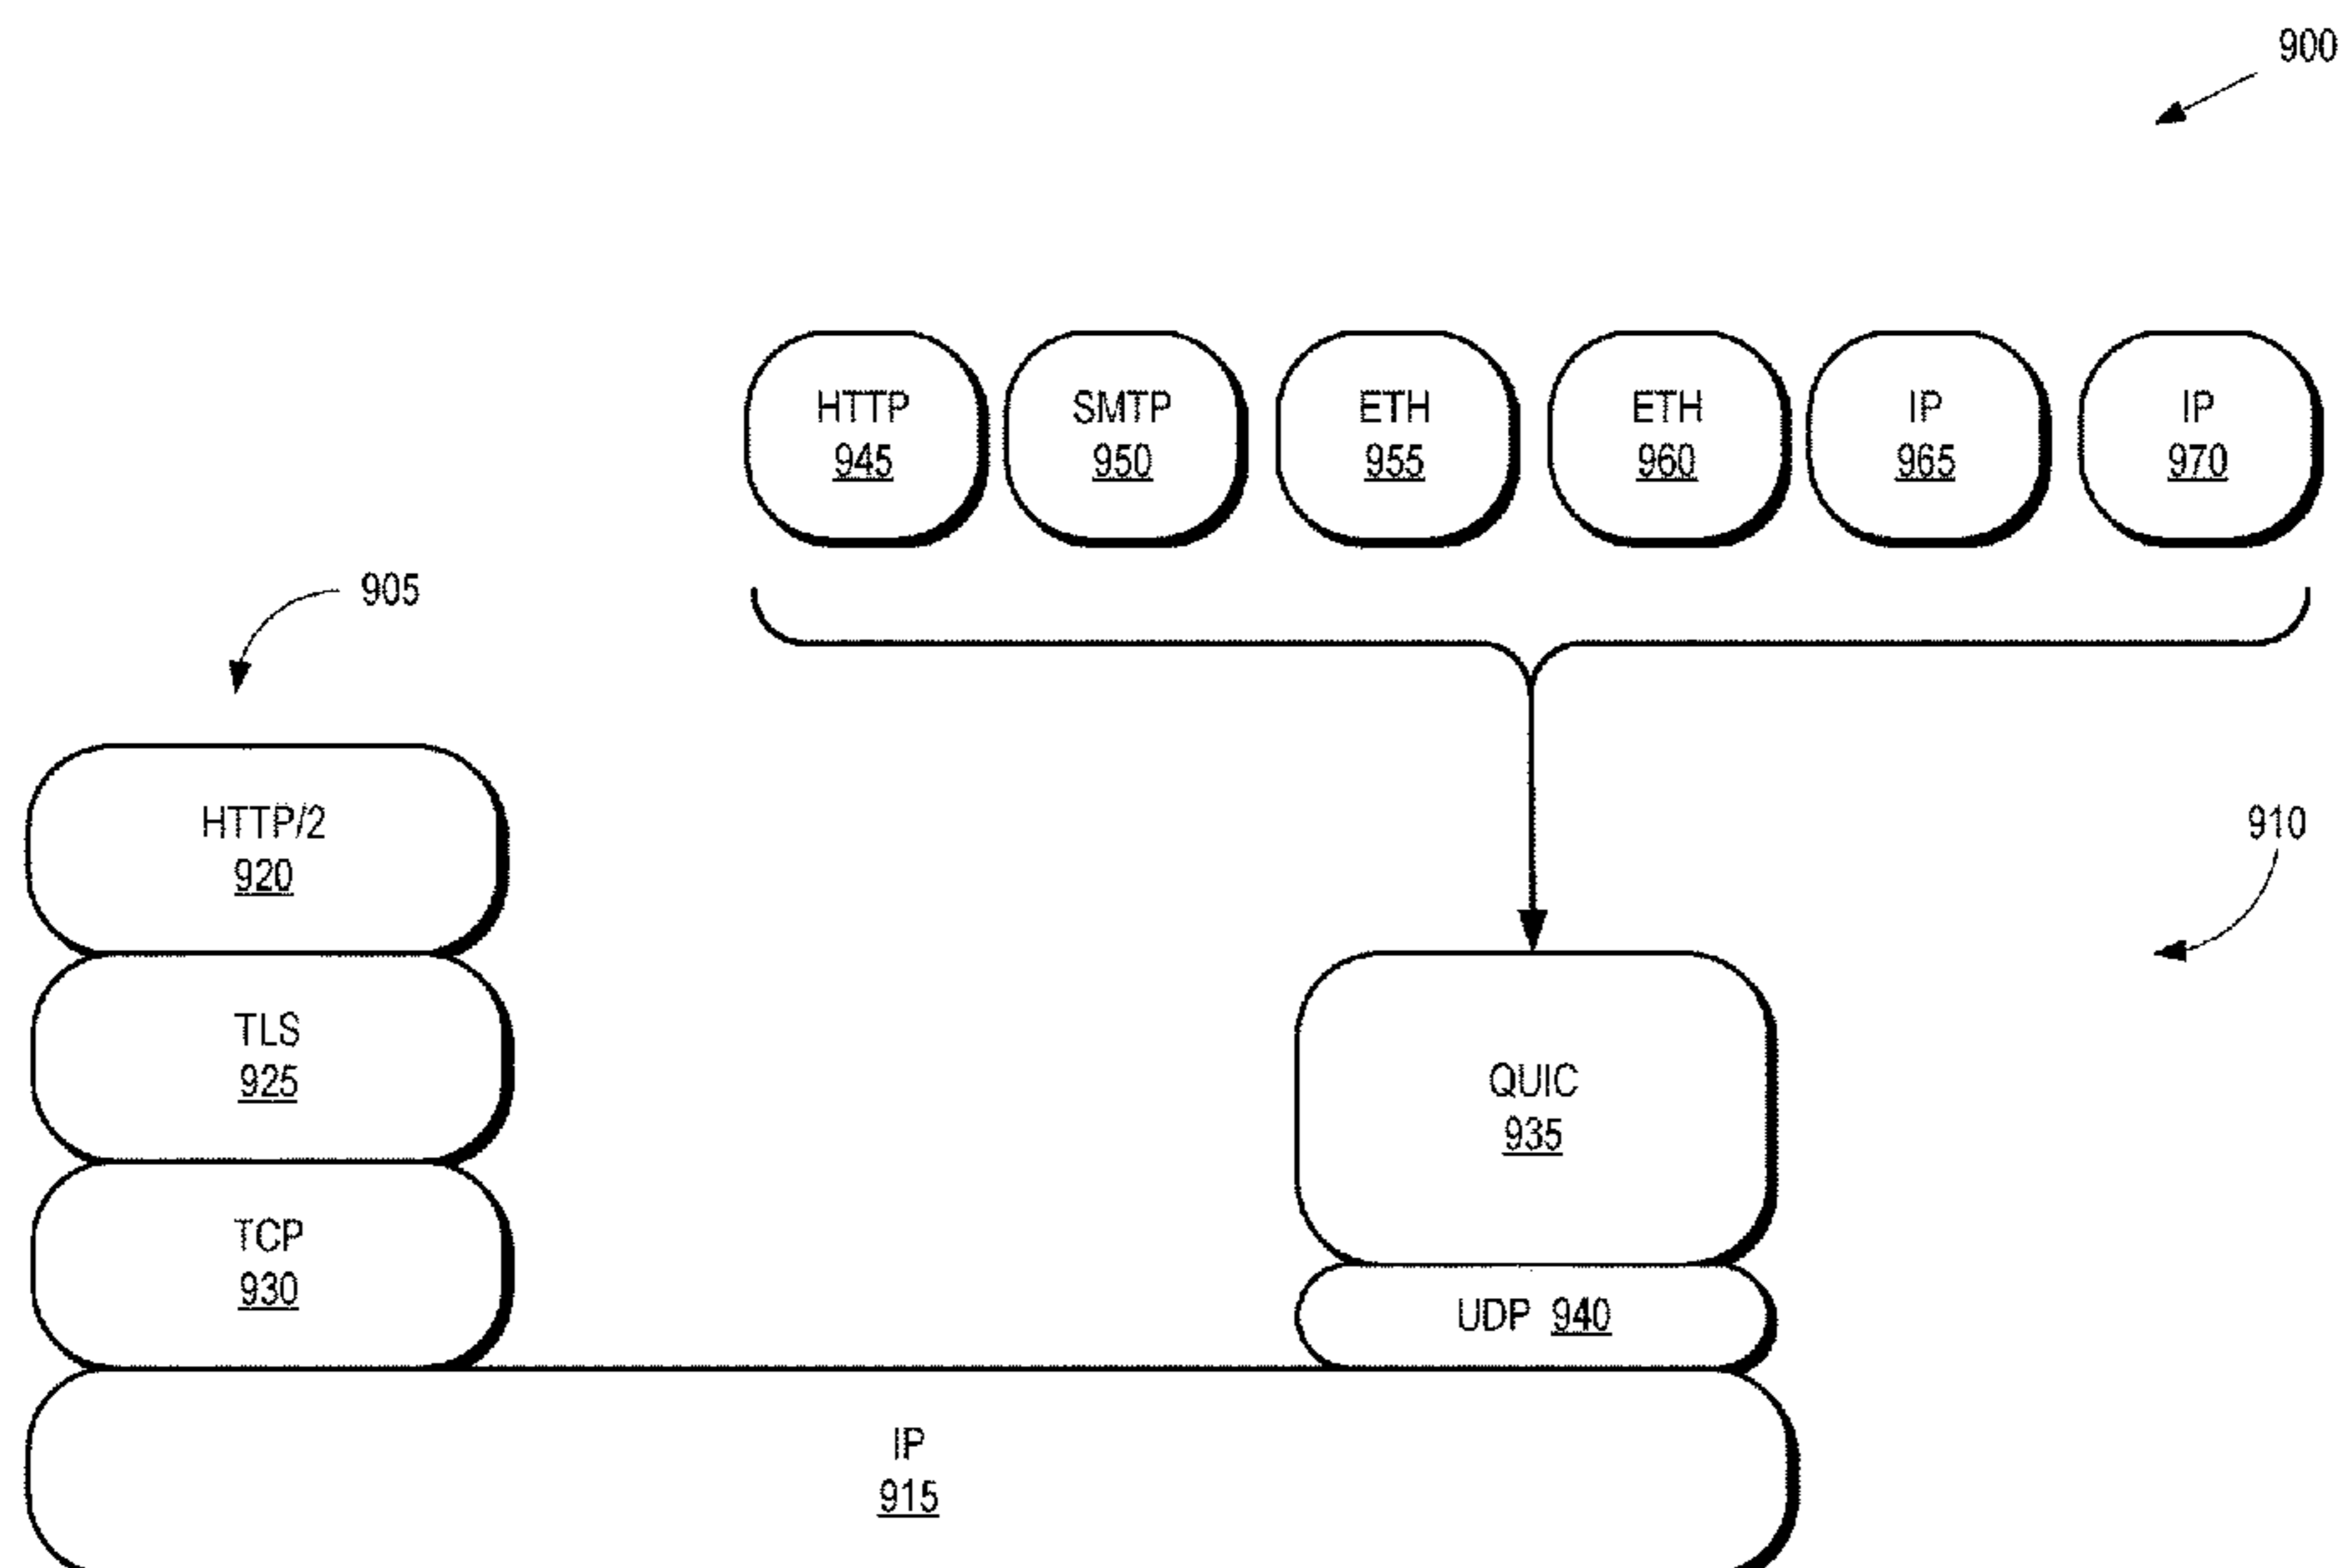 900
HTTP SMTP ETH ETH IP IP
945 950 955 960 965 970
905
HTTP/2
920
910
TLS
925
QUIC
935
TCP
930
UDP 940
IP
915